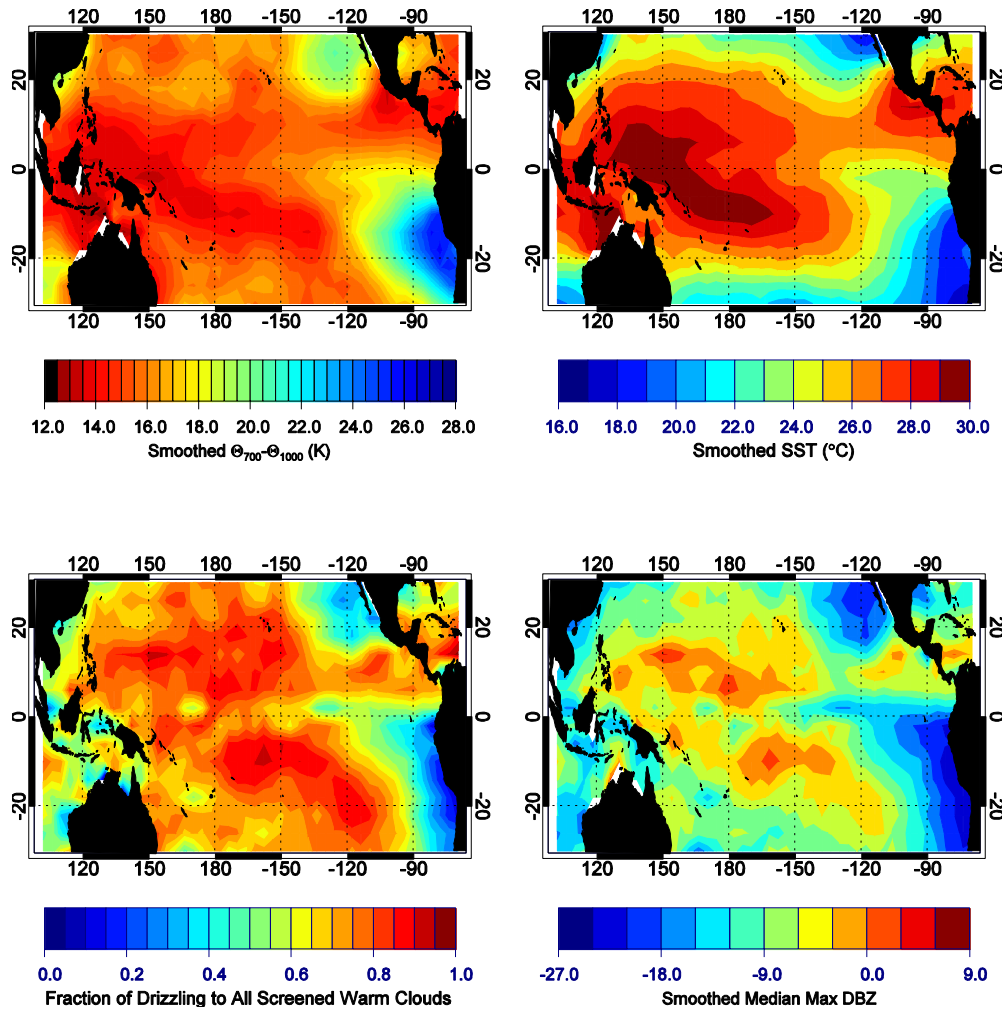 120 150 180 -150 -120 -90
20 20
0 0
-20 -20
120 150 180 -150 -120 -90
12.0 14.0 16.0 18.0 20.0 22.0 24.0 26.0 28.0
Smoothed Θ700-Θ1000 (K)
120 150 180 -150 -120 -90
20 20
0 0
-20 -20
120 150 180 -150 -120 -90
16.0 18.0 20.0 22.0 24.0 26.0 28.0 30.0
Smoothed SST (°C)
120 150 180 -150 -120 -90
20 20
0 0
-20 -20
120 150 180 -150 -120 -90
0.0 0.2 0.4 0.6 0.8 1.0
Fraction of Drizzling to All Screened Warm Clouds
120 150 180 -150 -120 -90
20 20
0 0
-20 -20
120 150 180 -150 -120 -90
-27.0 -18.0 -9.0 0.0 9.0
Smoothed Median Max DBZ